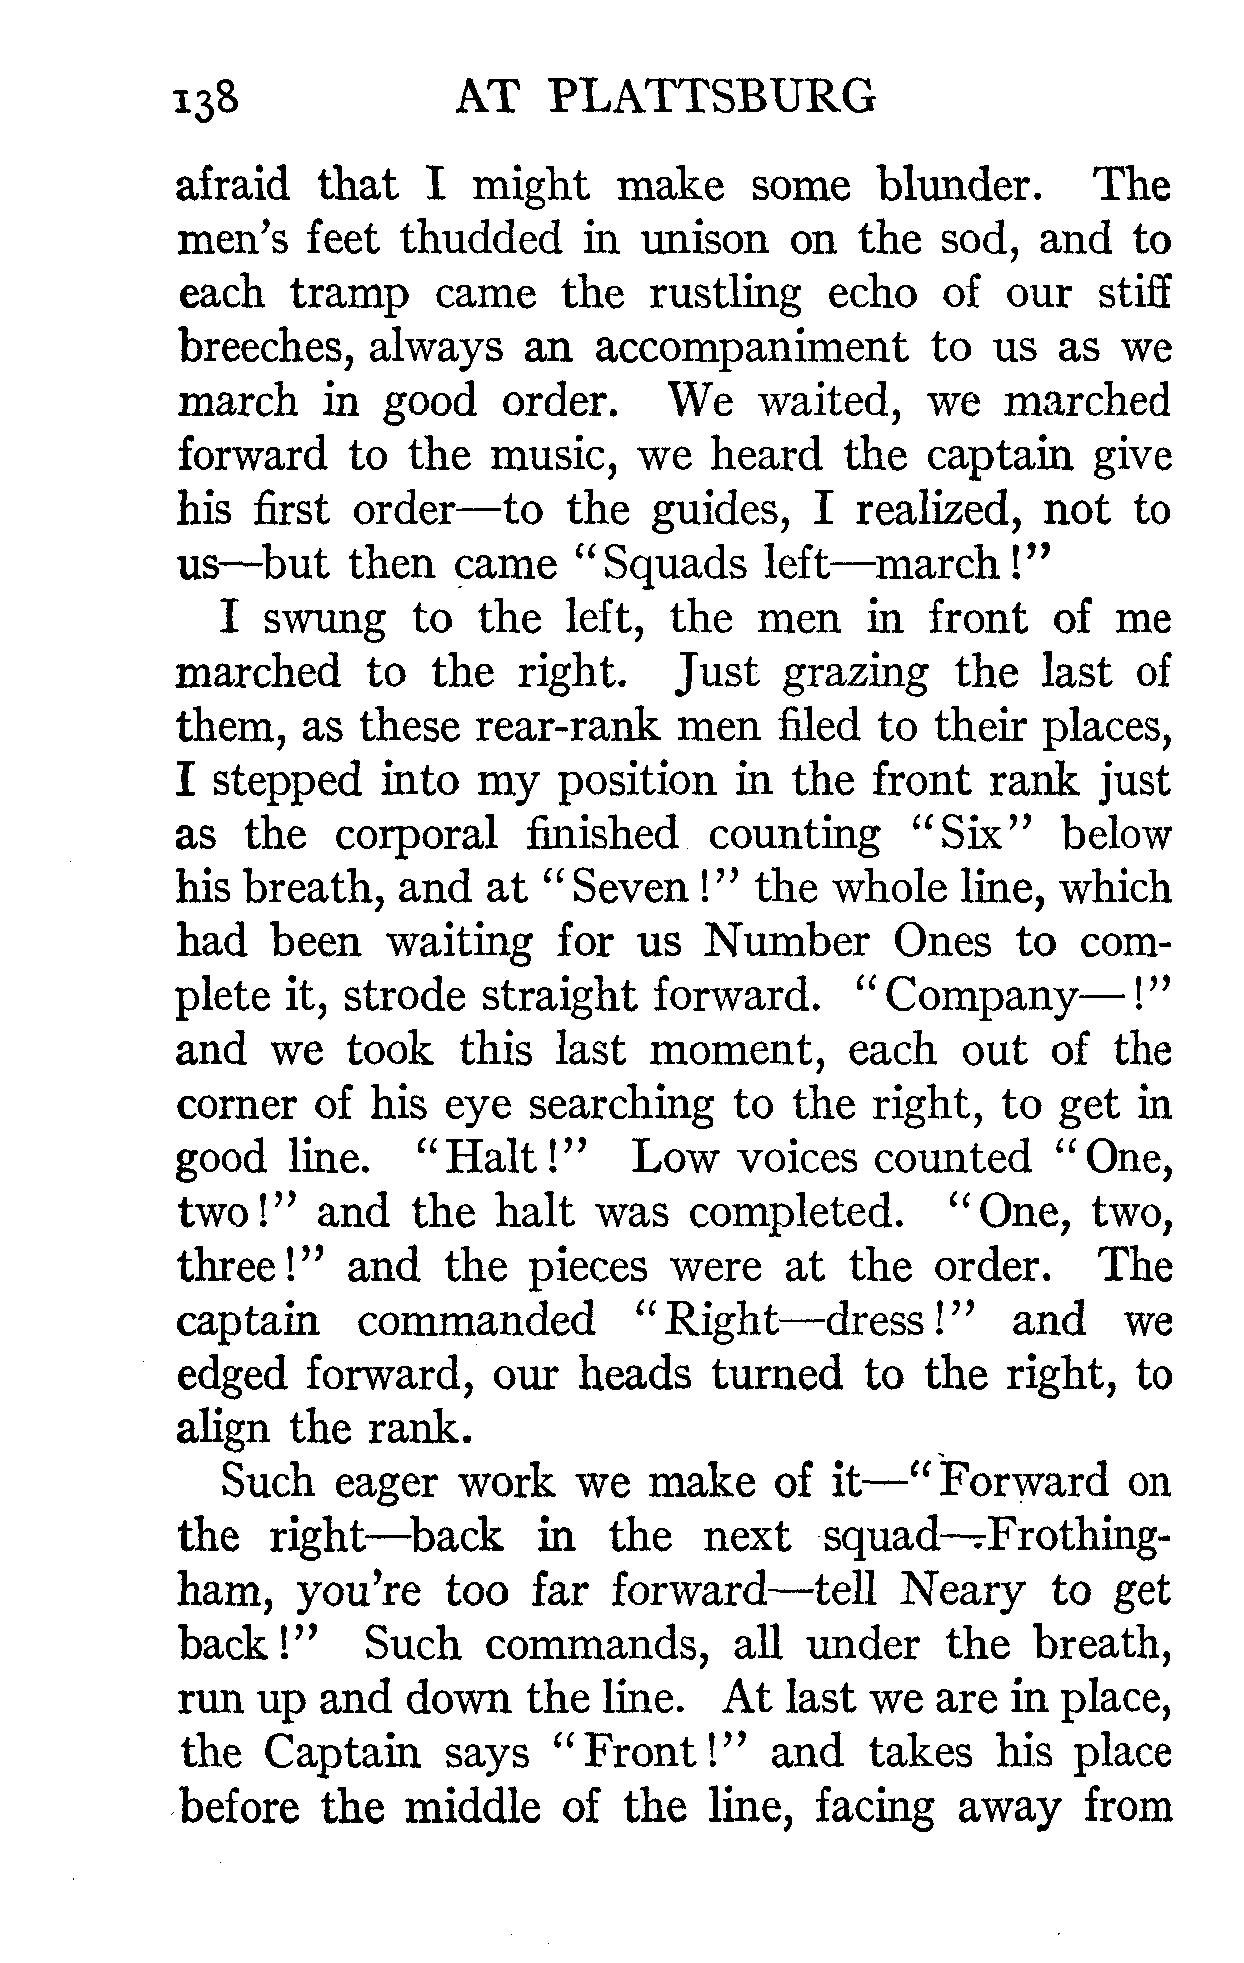 138 AT PLATTSBURG
afraid that I might make some blunder. The
men's feet thudded in unison on the sod, and to
each tramp came the rustling echo of our stiff
breeches, always an accompaniment to us as we
march in good order. We waited, we marched
forward to the music, we heard the captain give
his first order—to the guides, I realized, not to
us—but then came "Squads left—march!"
I swung to the left, the men in front of me
marched to the right. Just grazing the last of
them, as these rear-rank men filed to their places,
I stepped into my position in the front rank just
as the corporal finished counting "Six" below
his breath, and at "Seven!" the whole line, which
had been waiting for us Number Ones to com-
plete it, strode straight forward. "Company—!"
and we took this last moment, each out of the
corner of his eye searching to the right, to get in
good line. "Halt!" Low voices counted "One,
two!" and the halt was completed. "One, two,
three!" and the pieces were at the order. The
captain commanded "Right—dress!" and we
edged forward, our heads turned to the right, to
align the rank.
Such eager work we make of it—"Forward on
the right—back in the next squad—Frothing-
ham, you're too far forward—tell Neary to get
back!" Such commands, all under the breath,
run up and down the line. At last we are in place,
the Captain says "Front!" and takes his place
before the middle of the line, facing away from